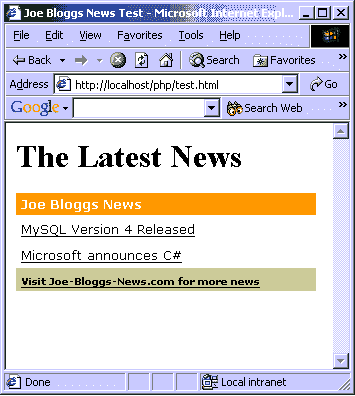 Joe Bloggs News Test - Microsoft Internet Expl...
File Edit View Favorites Tools Help
Back Search Favorites »
Address http://localhost/php/test.html Go
Google Search Web »
The Latest News
Joe Bloggs News
MySQL Version 4 Released
Microsoft announces C#
Visit Joe-Bloggs-News.com for more news
Done Local intranet